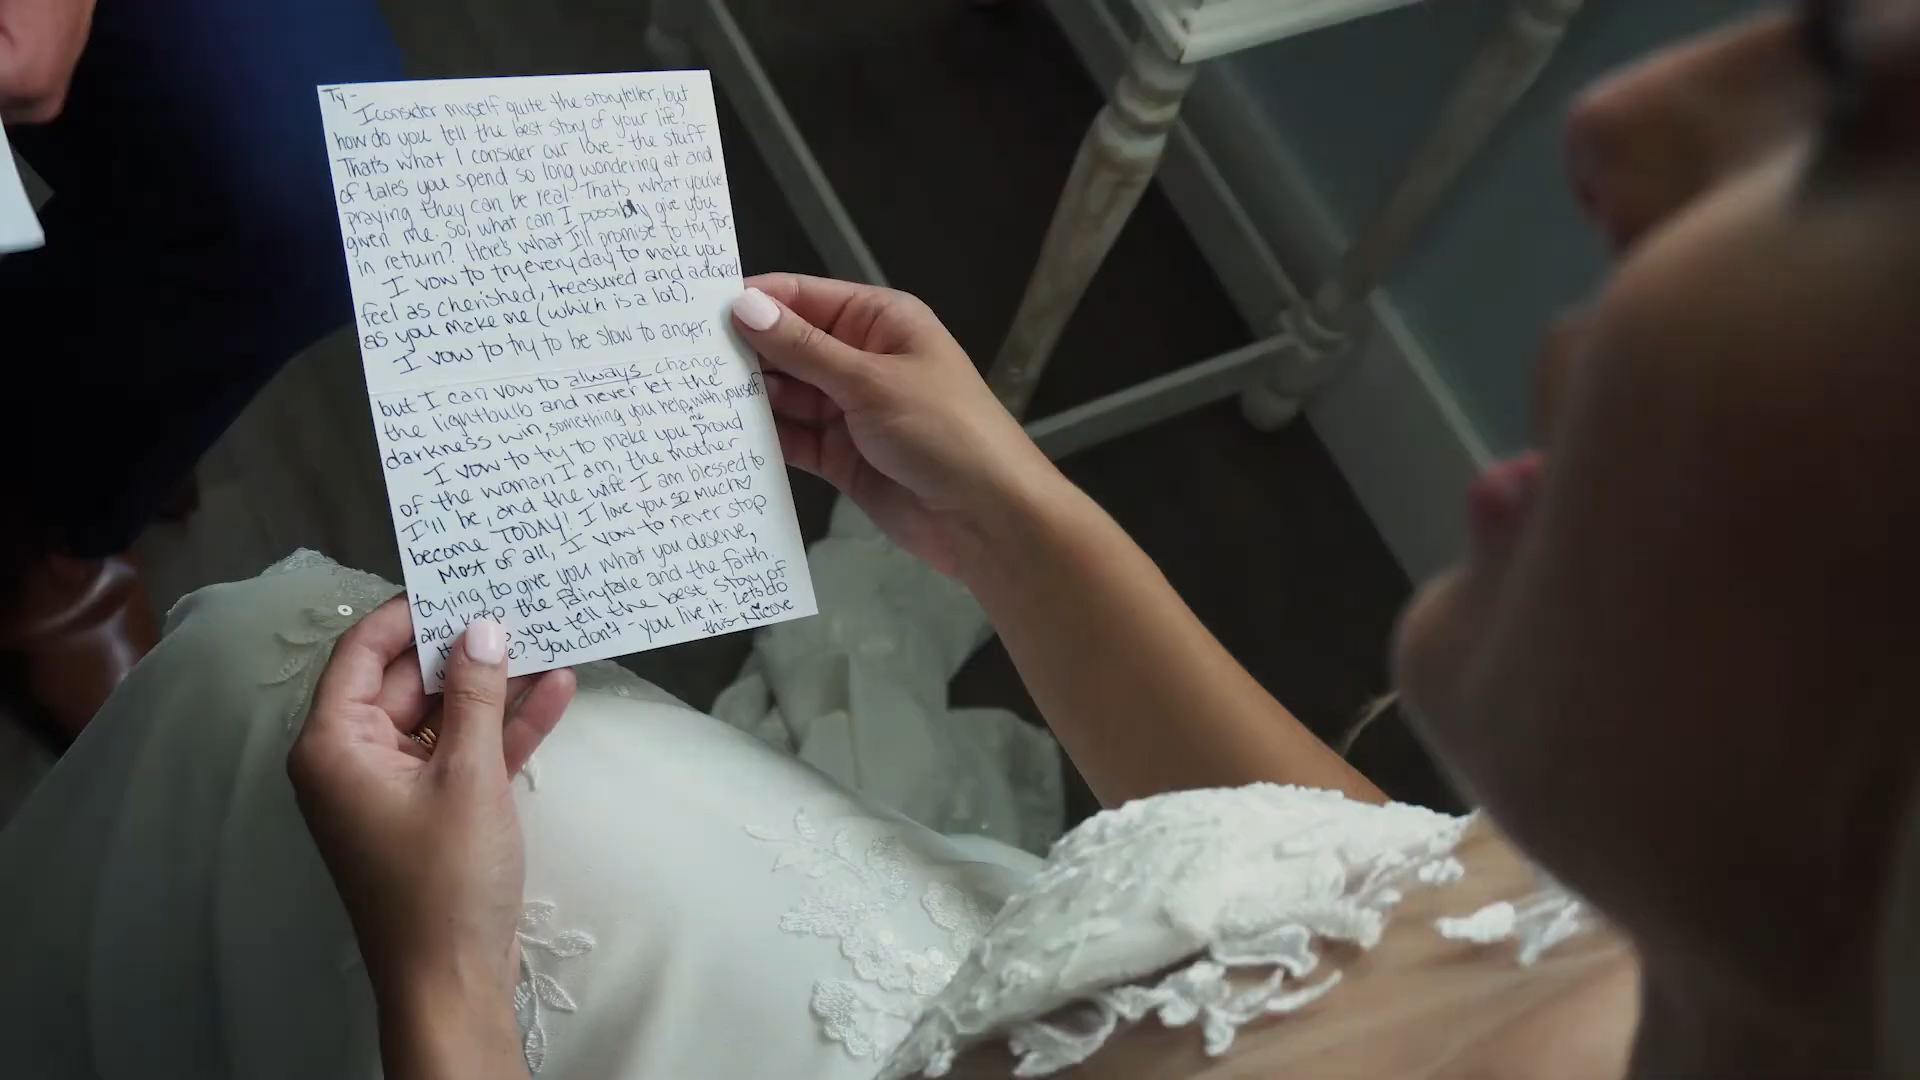 Ty-
I consider myself quite the storyteller, but
how do you tell the best story of your life?
That's what I consider our love - the stuff
of tales you spend so long wondering at and
praying they can be real. That's what you've
given me. So, what can I possibly give you
in return? Here's what I'll promise to try for.
I vow to try every day to make you
feel as cherished, treasured and adored
as you make me (which is a lot).
I vow to try to be slow to anger,
but I can vow to always change
the lightbulb and never let the
darkness win, something you help me with yourself.
I vow to try to make you proud
of the woman I am, the mother
I'll be, and the wife I am blessed to
become TODAY! I love you so much♡
Most of all, I vow to never stop
trying to give you what you deserve,
and keep the fairytale and the faith.
you tell the best story of
? You don't - you live it. Let's do
this Nicole